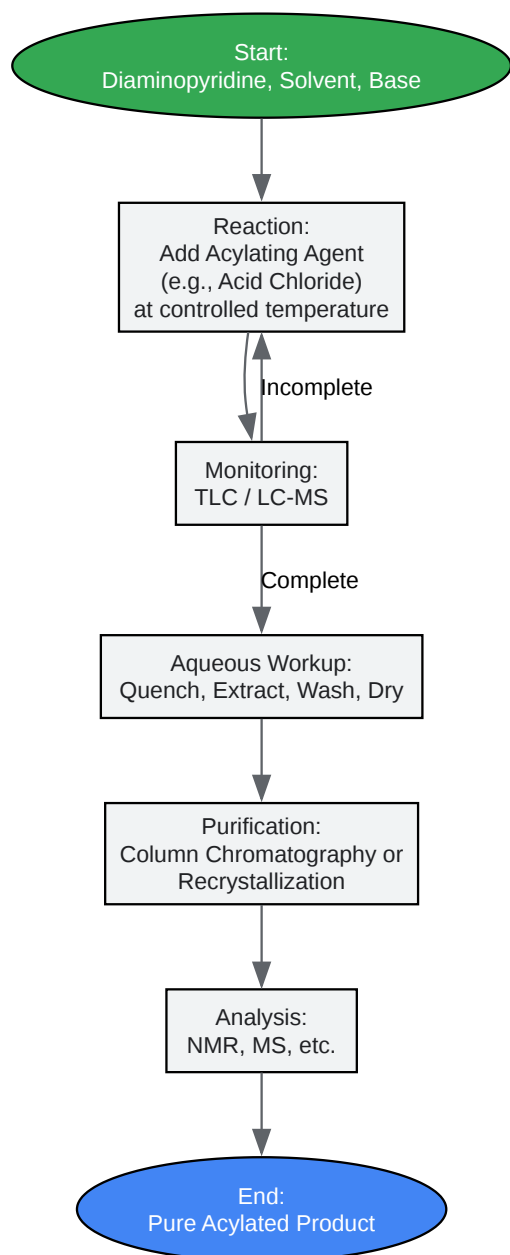 Start:
Diaminopyridine, Solvent, Base
Reaction:
Add Acylating Agent
(e.g., Acid Chloride)
at controlled temperature
Incomplete
Monitoring:
TLC / LC-MS
Complete
Aqueous Workup:
Quench, Extract, Wash, Dry
Purification:
Column Chromatography or
Recrystallization
Analysis:
NMR, MS, etc.
End:
Pure Acylated Product